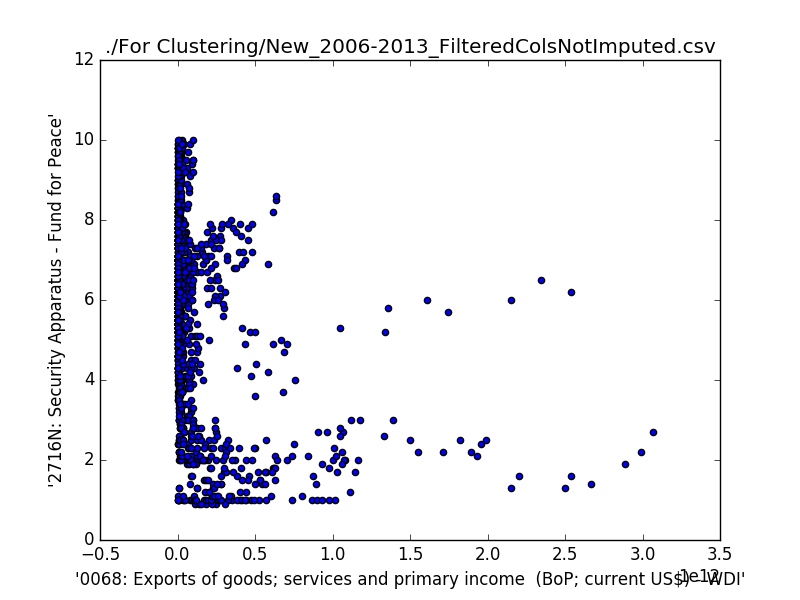 ./For Clustering/New_2006-2013_FilteredColsNotImputed.csv
12
10
8
6
4
2
0
'2716N: Security Apparatus - Fund for Peace'
−0.5 0.0 0.5 1.0 1.5 2.0 2.5 3.0 3.5
1e12
'0068: Exports of goods; services and primary income (BoP; current US$) - WDI'